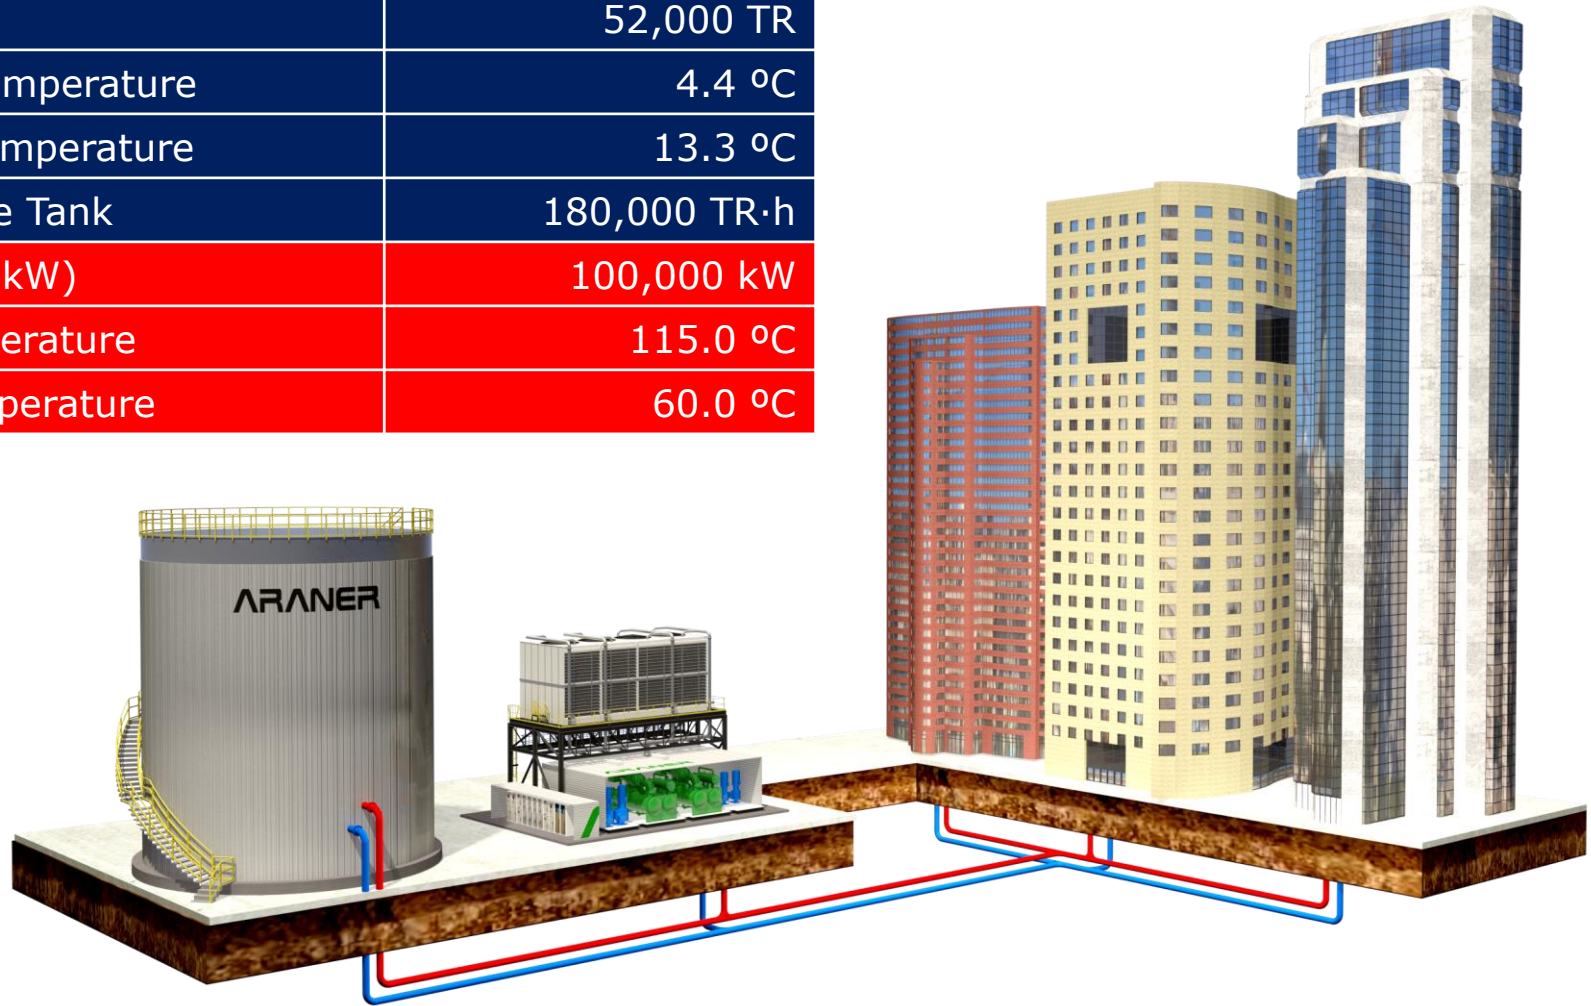 52,000 TR
mperature 4.4 ºC
mperature 13.3 ºC
e Tank 180,000 TR·h
kW) 100,000 kW
erature 115.0 ºC
perature 60.0 ºC
ARANER
ARANER